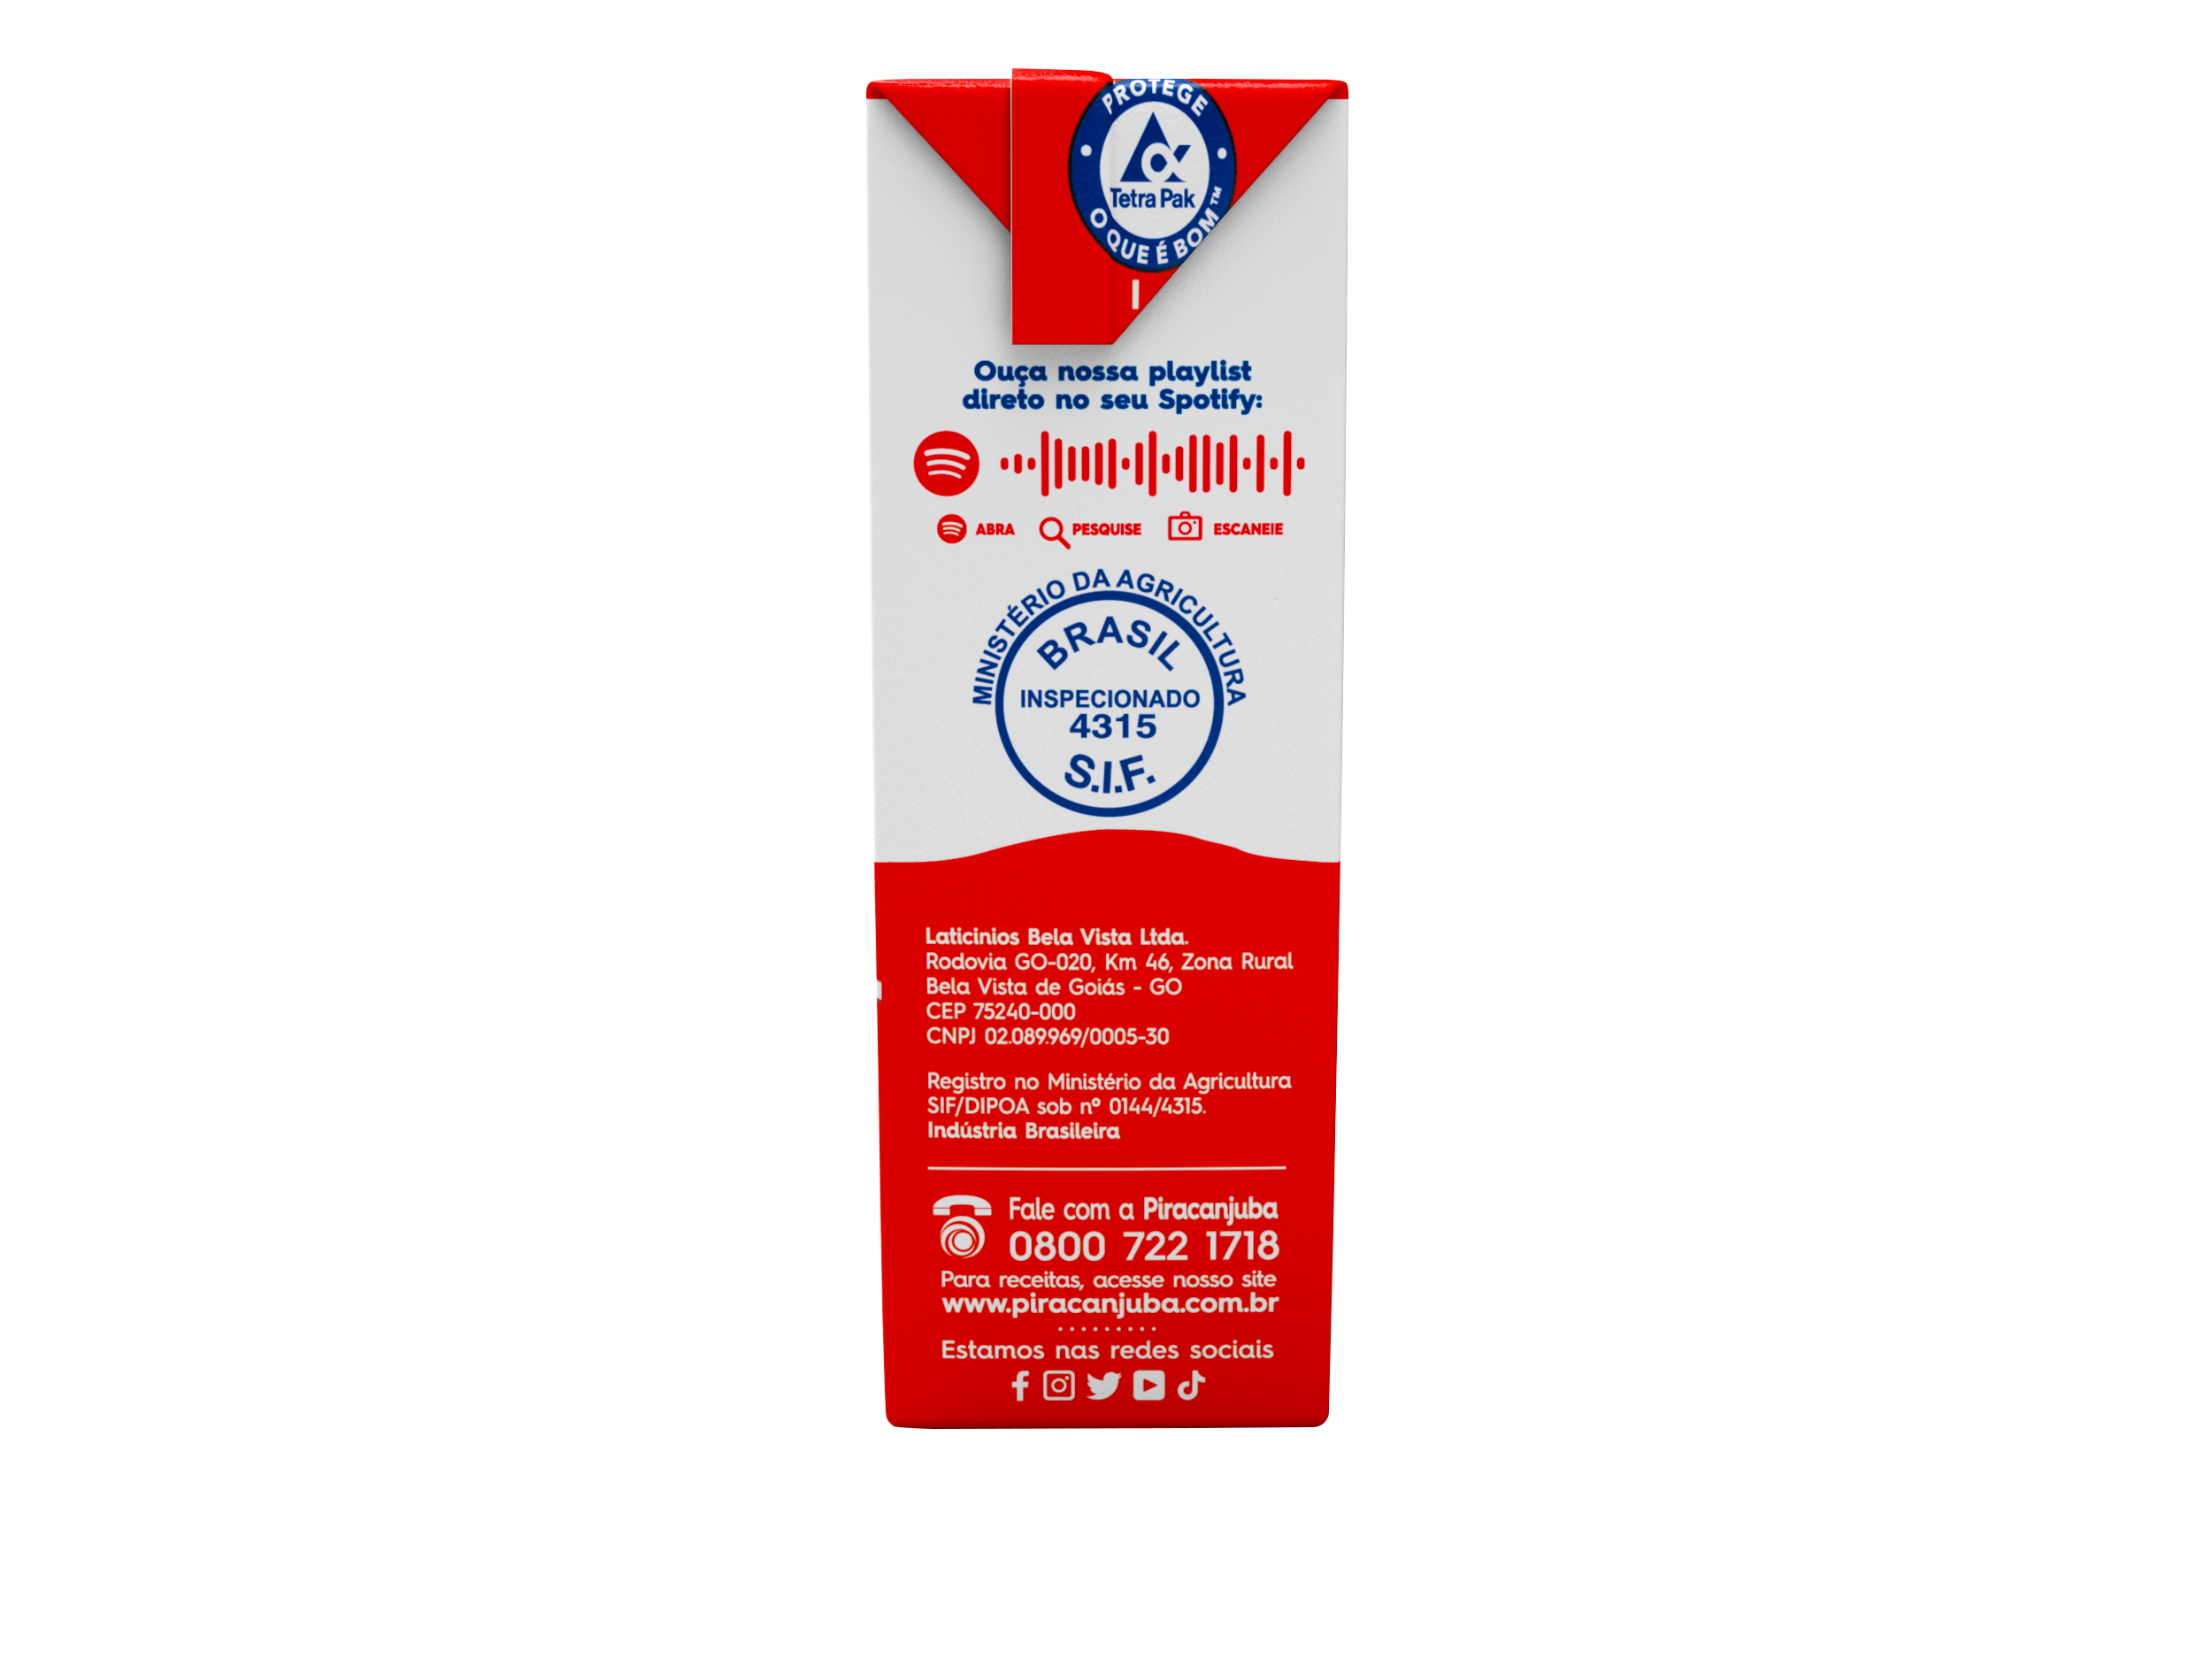 PROTEGE
Tetra Pak
O QUE É BOM™
Ouça nossa playlist
direto no seu Spotify:
ABRA PESQUISE ESCANEIE
MINISTÉRIO DA AGRICULTURA
BRASIL
INSPECIONADO
4315
S.I.F.
Laticinios Bela Vista Ltda.
Rodovia GO-020, Km 46, Zona Rural
Bela Vista de Goiás - GO
CEP 75240-000
CNPJ 02.089.969/0005-30
Registro no Ministério da Agricultura
SIF/DIPOA sob nº 0144/4315.
Indústria Brasileira
Fale com a Piracanjuba
0800 722 1718
Para receitas, acesse nosso site
www.piracanjuba.com.br
Estamos nas redes sociais